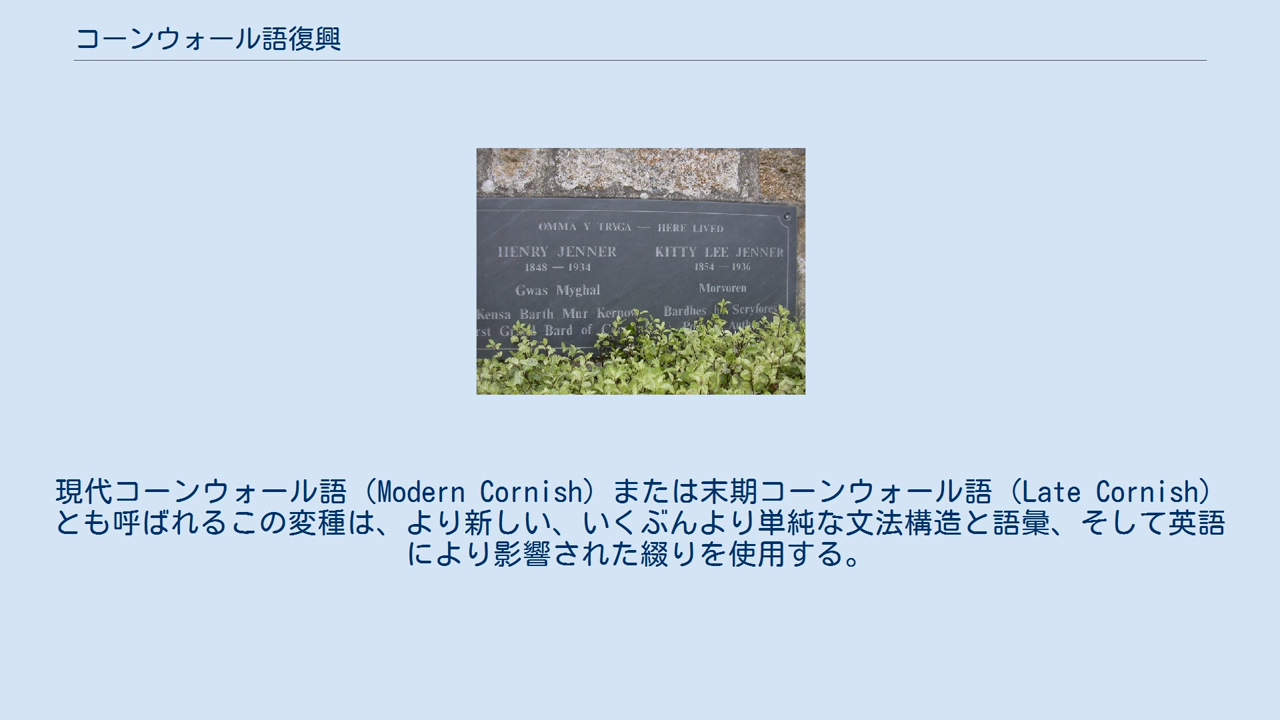 コーンウォール語復興
OMMA Y TRYGA — HERE LIVED
HENRY JENNER KITTY LEE JENNER
1848 — 1934 1854 — 1936
Gwas Myghal Morvoren
Kensa Barth Mur Kernow Bardhes ha Scryfores
Bard of
現代コーンウォール語（Modern Cornish）または末期コーンウォール語（Late Cornish）
とも呼ばれるこの変種は、より新しい、いくぶんより単純な文法構造と語彙、そして英語
により影響された綴りを使用する。